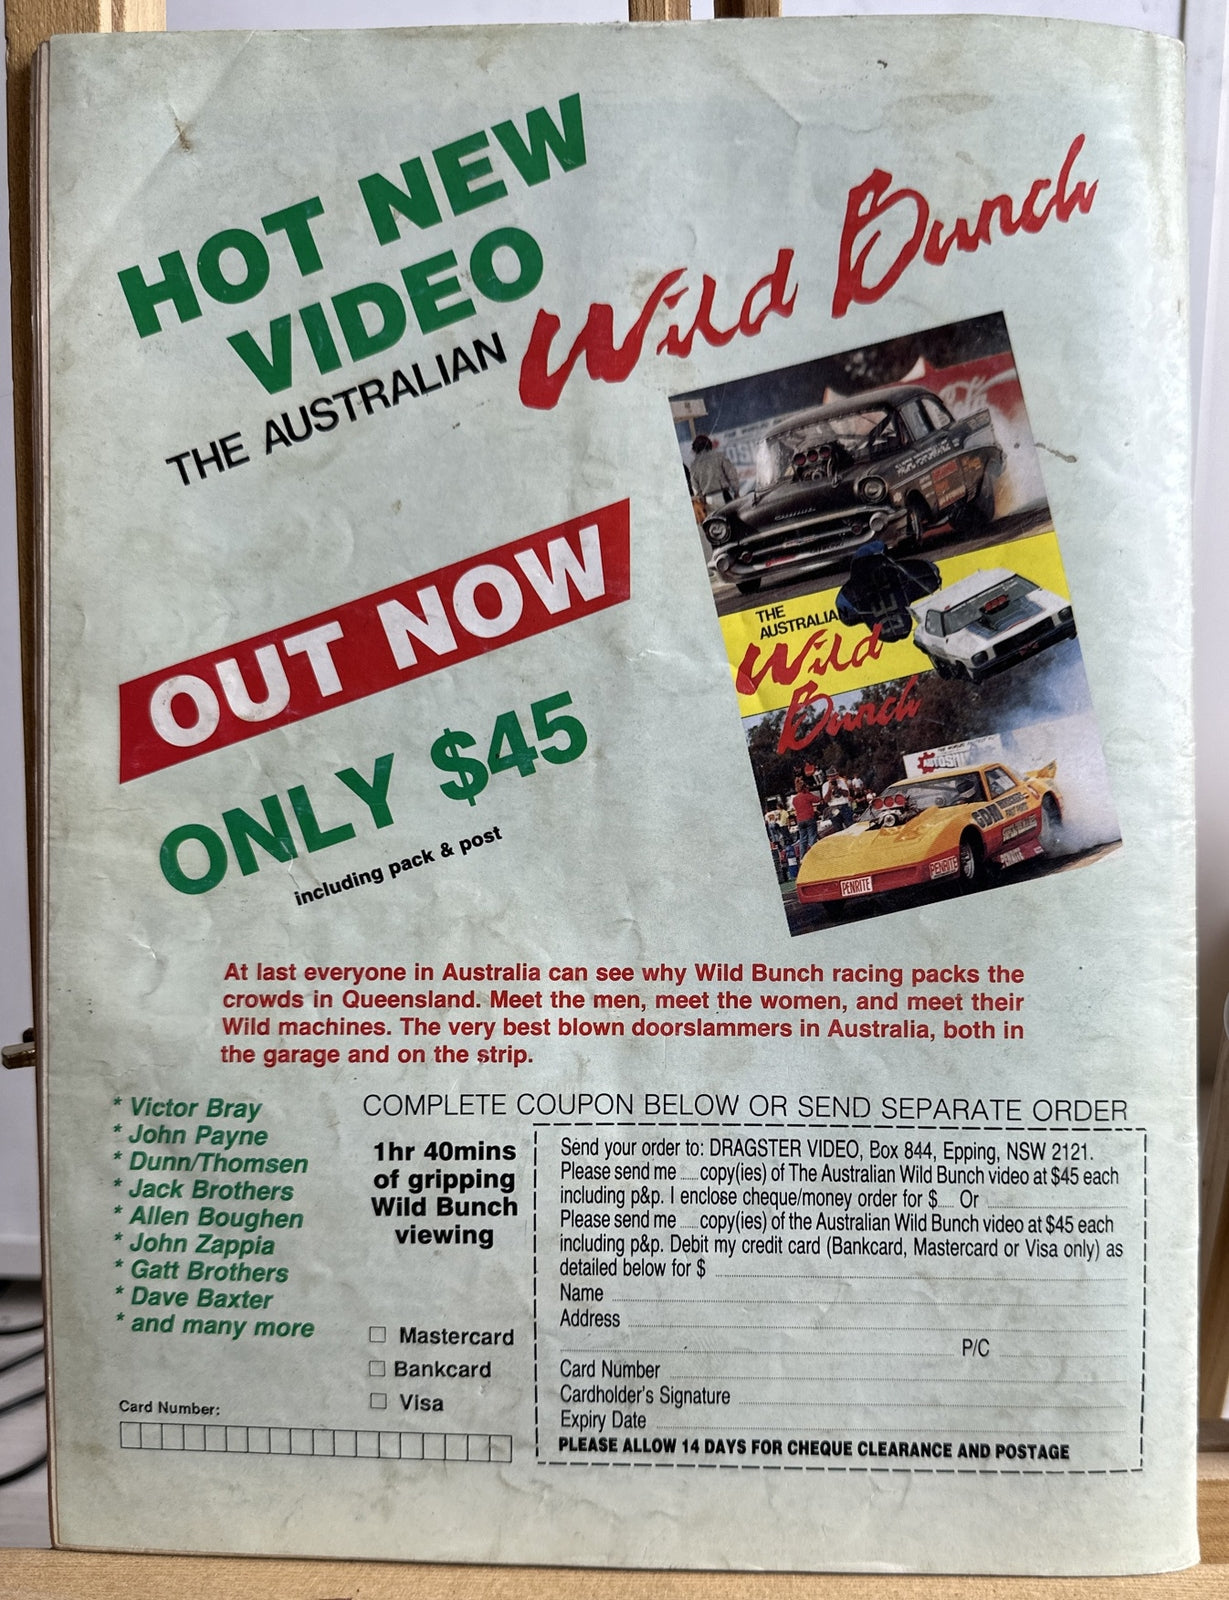 HOT NEW
VIDEO
THE AUSTRALIAN Wild Bunch
OUT NOW
ONLY $45
including pack & post
Coca
THE
AUSTRALIAN
Wild
Bunch
AUTOSH
GDM
PENRITE
PENRITE
PENRITE
At last everyone in Australia can see why Wild Bunch racing packs the
crowds in Queensland. Meet the men, meet the women, and meet their
Wild machines. The very best blown doorslammers in Australia, both in
the garage and on the strip.
* Victor Bray
* John Payne
* Dunn/Thomsen
* Jack Brothers
* Allen Boughen
* John Zappia
* Gatt Brothers
* Dave Baxter
* and many more
Card Number:
COMPLETE COUPON BELOW OR SEND SEPARATE ORDER
1hr 40mins
of gripping
Wild Bunch
viewing
Mastercard
Bankcard
Visa
Send your order to: DRAGSTER VIDEO, Box 844, Epping, NSW 2121.
Please send me ..... copy(ies) of The Australian Wild Bunch video at $45 each
including p&p. I enclose cheque/money order for $.... Or
Please send me ..... copy(ies) of the Australian Wild Bunch video at $45 each
including p&p. Debit my credit card (Bankcard, Mastercard or Visa only) as
detailed below for $
Name
Address
P/C
Card Number
Cardholder's Signature
Expiry Date
PLEASE ALLOW 14 DAYS FOR CHEQUE CLEARANCE AND POSTAGE